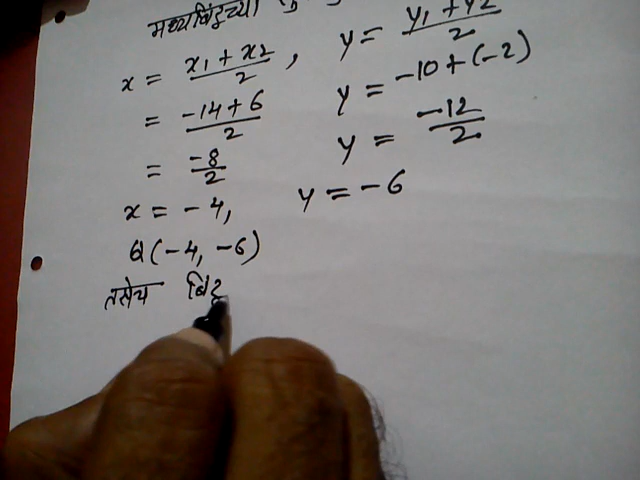 मध्यबिंदूच्या
x = x₁ + x₂ / 2 , y = y₁ + y₂ / 2
= -14 + 6 / 2 y = -10 + (-2)
= -8 / 2 y = -12 / 2
x = -4, y = -6
Q (-4, -6)
तसेच बिंदू